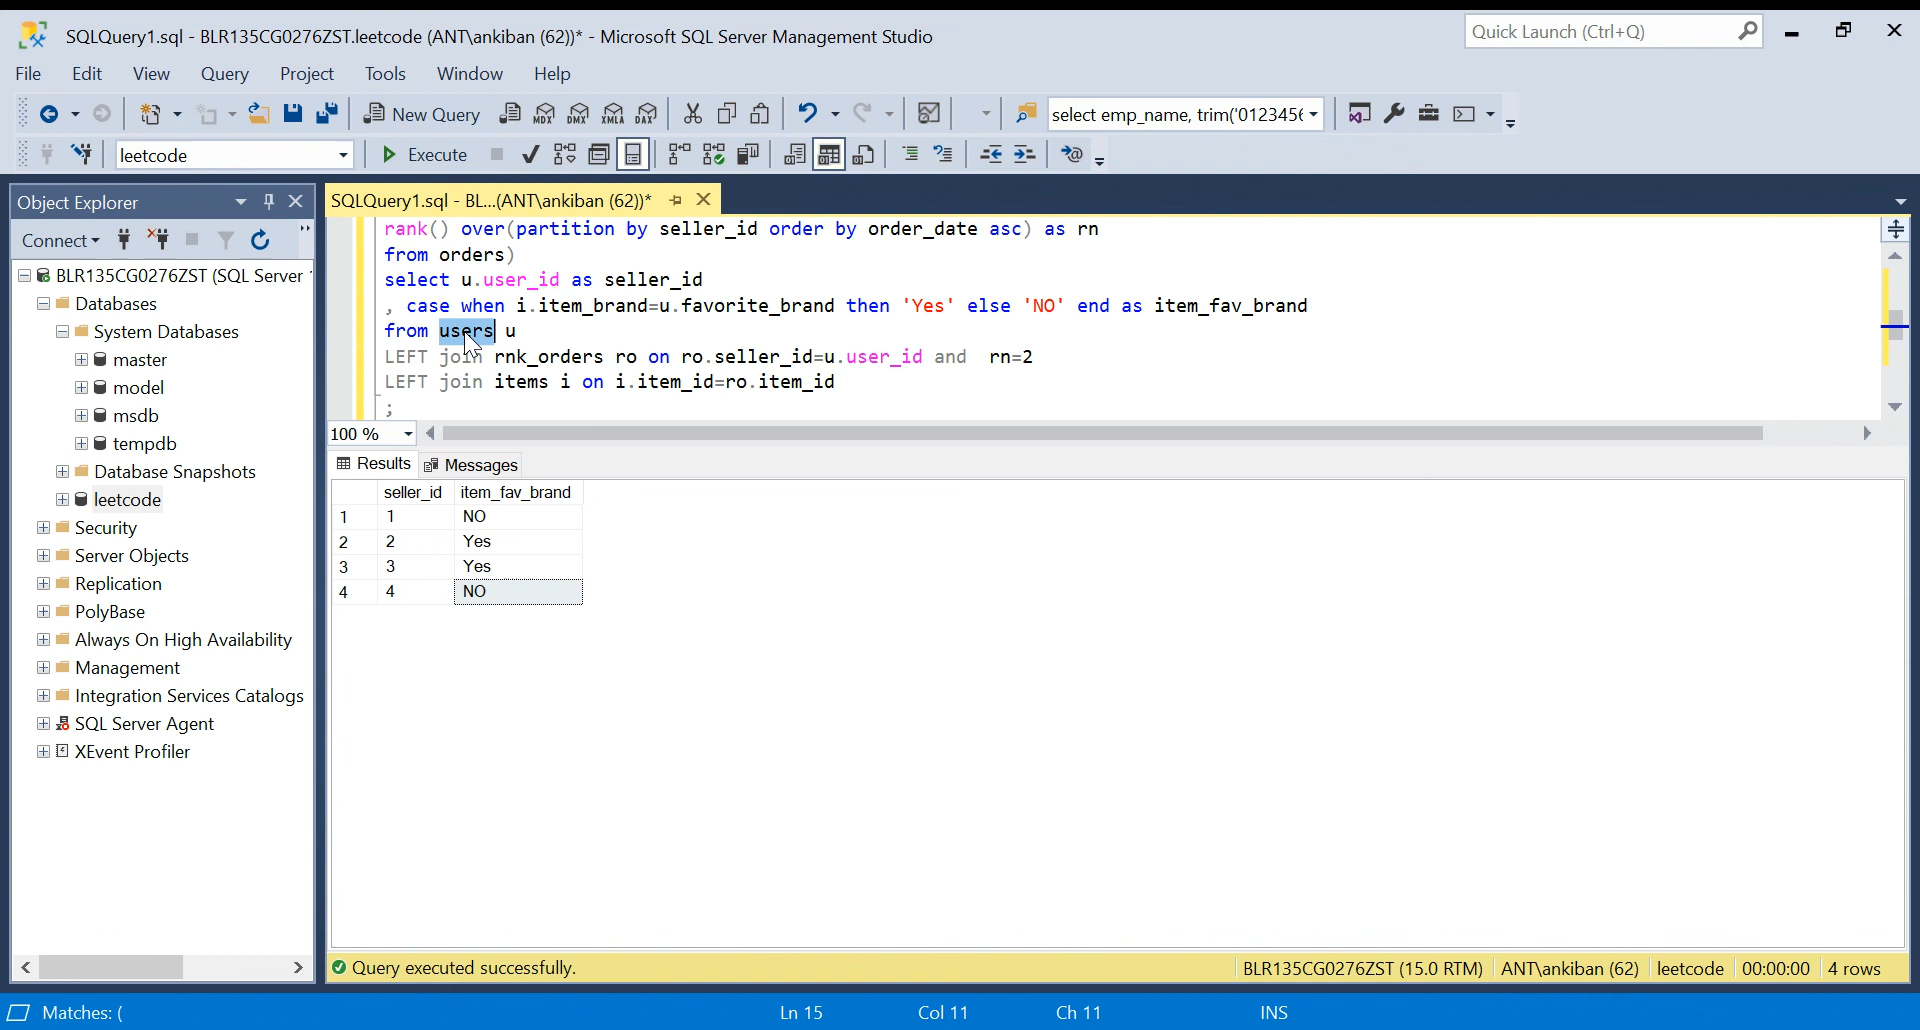 SQLQuery1.sql - BLR135CG0276ZST.leetcode (ANT\ankiban (62))* - Microsoft SQL Server Management Studio
Quick Launch (Ctrl+Q)
File Edit View Query Project Tools Window Help
New Query MDX DMX XMLA DAX select emp_name, trim('0123456
leetcode Execute
Object Explorer
SQLQuery1.sql - BL...(ANT\ankiban (62))*
Connect
BLR135CG0276ZST (SQL Server
Databases
System Databases
master
model
msdb
tempdb
Database Snapshots
leetcode
Security
Server Objects
Replication
PolyBase
Always On High Availability
Management
Integration Services Catalogs
SQL Server Agent
XEvent Profiler
rank() over(partition by seller_id order by order_date asc) as rn
from orders)
select u.user_id as seller_id
, case when i.item_brand=u.favorite_brand then 'Yes' else 'NO' end as item_fav_brand
from users u
LEFT join rnk_orders ro on ro.seller_id=u.user_id and rn=2
LEFT join items i on i.item_id=ro.item_id
;
100 %
Results Messages
seller_id item_fav_brand
1 1 NO
2 2 Yes
3 3 Yes
4 4 NO
Query executed successfully.
BLR135CG0276ZST (15.0 RTM) ANT\ankiban (62) leetcode 00:00:00 4 rows
Matches: ( Ln 15 Col 11 Ch 11 INS